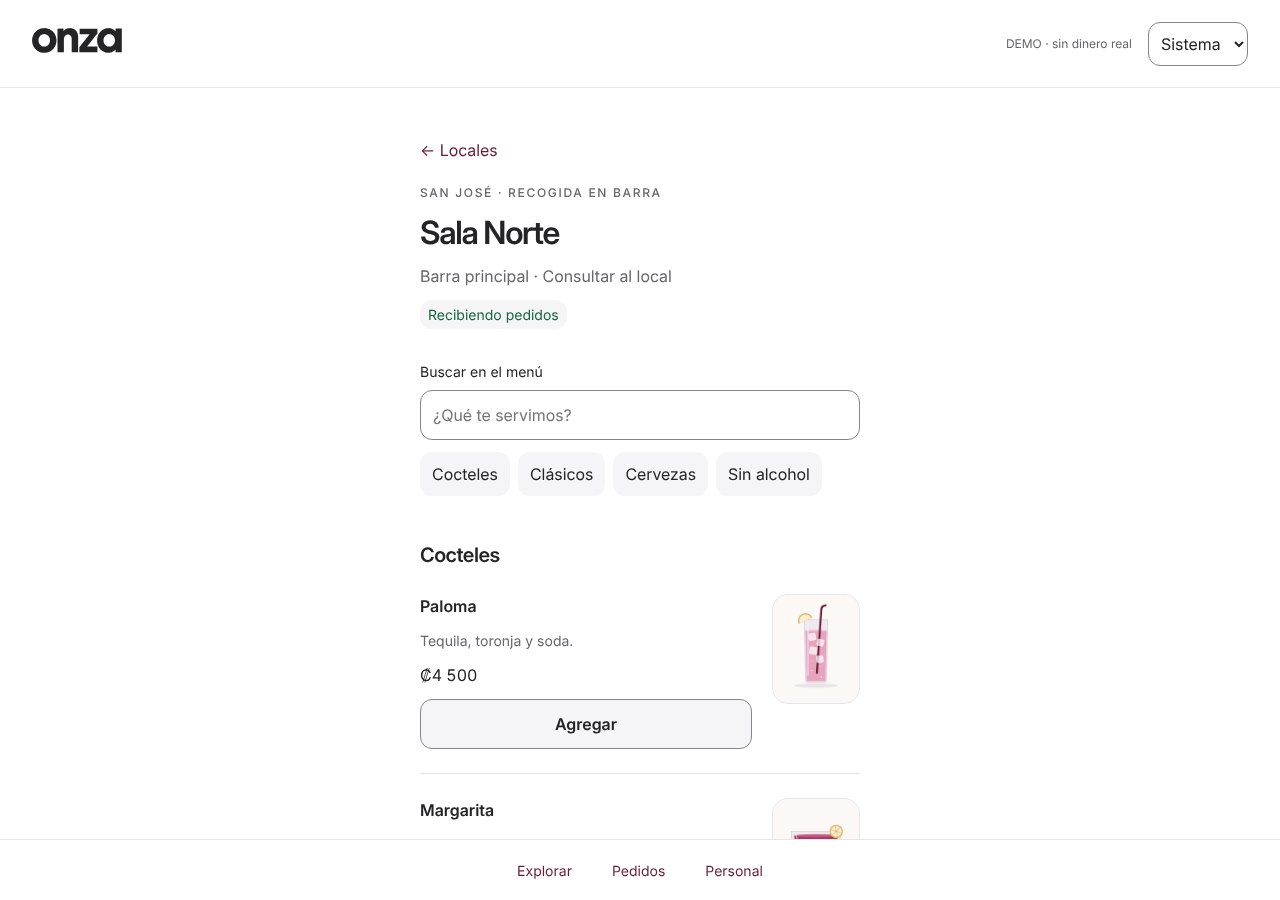 onza
DEMO · sin dinero real
Sistema
← Locales
SAN JOSÉ · RECOGIDA EN BARRA
Sala Norte
Barra principal · Consultar al local
Recibiendo pedidos
Buscar en el menú
¿Qué te servimos?
Cocteles
Clásicos
Cervezas
Sin alcohol
Cocteles
Paloma
Tequila, toronja y soda.
₡4 500
Agregar
Margarita
Explorar
Pedidos
Personal